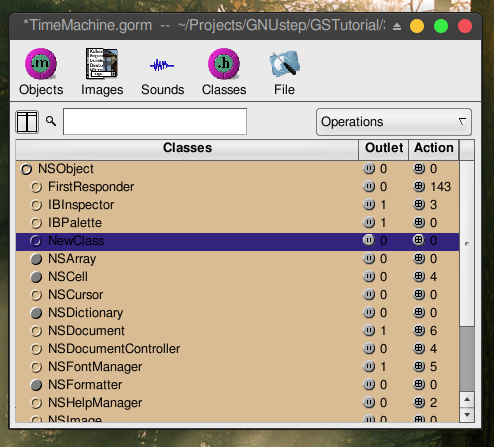 *TimeMachine.gorm -- ~/Projects/GNUstep/GSTutorial/
Objects Images Sounds Classes File
Operations
Classes Outlet Action
NSObject 0 0
FirstResponder 0 143
IBInspector 1 3
IBPalette 1 0
NewClass 0 0
NSArray 0 0
NSCell 0 4
NSCursor 0 0
NSDictionary 0 0
NSDocument 1 6
NSDocumentController 0 4
NSFontManager 1 5
NSFormatter 0 0
NSHelpManager 0 2
NSImage 0 0